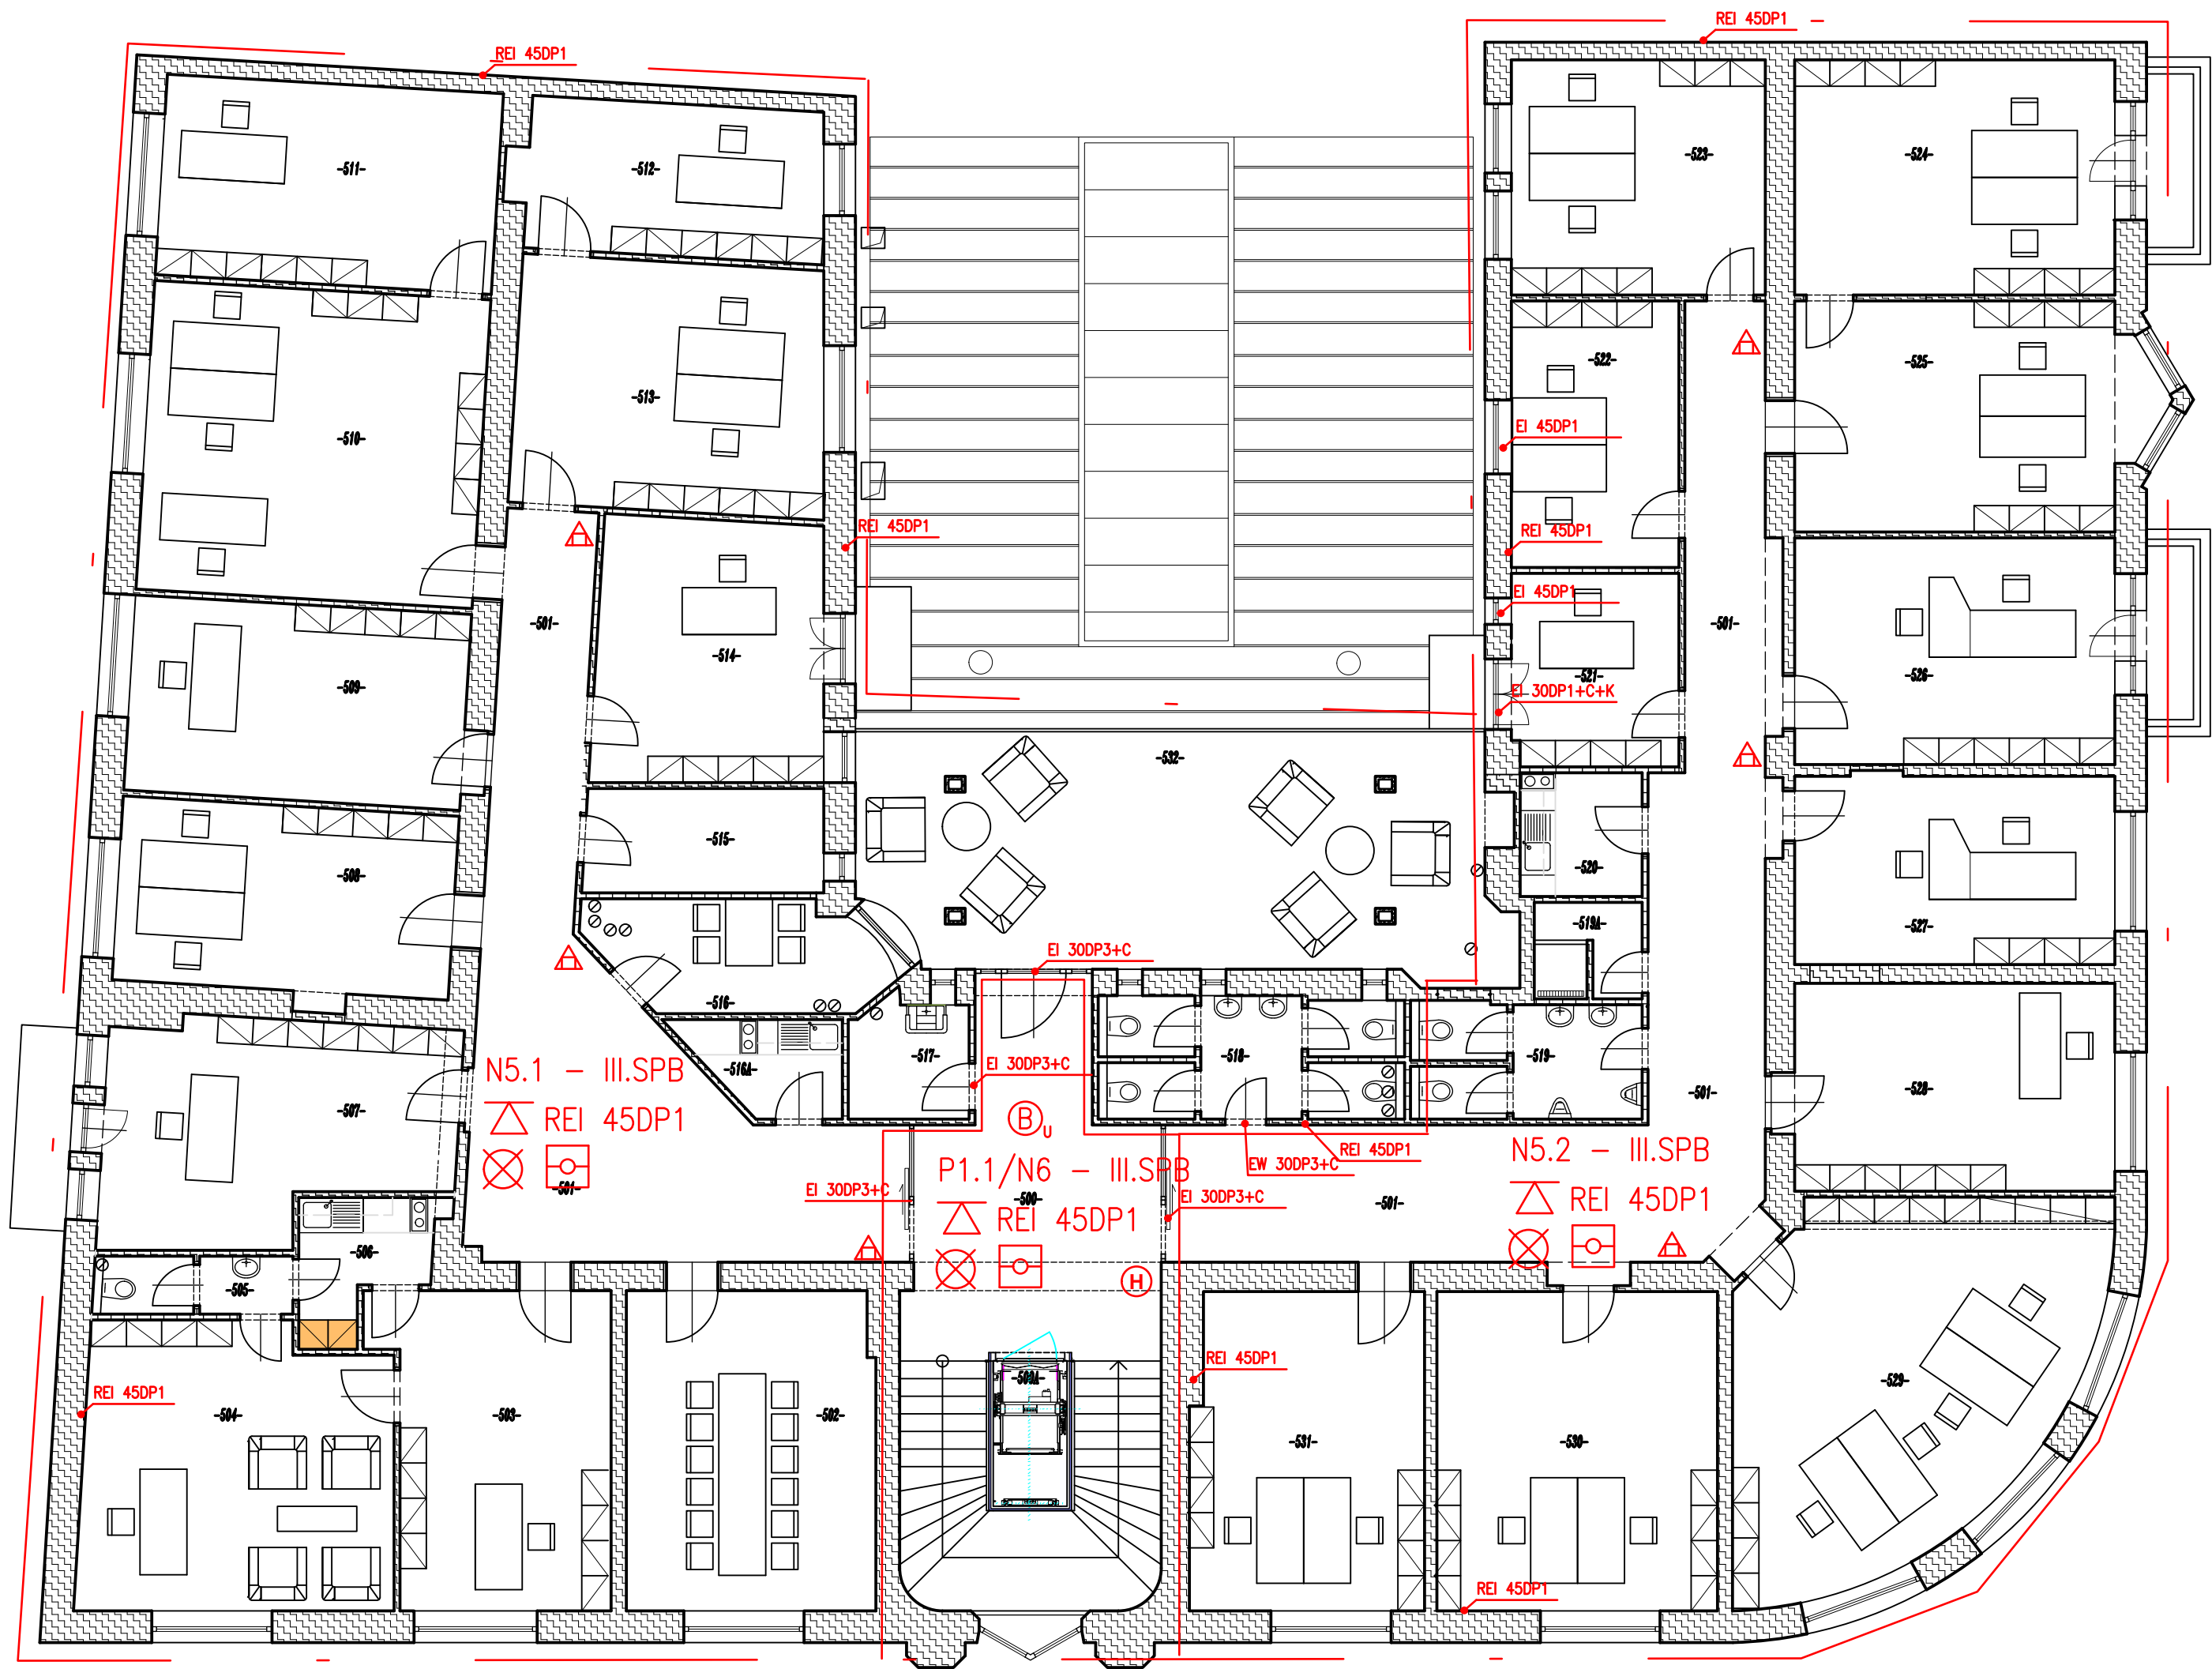 REI 45DP1
REI 45DP1
-511-
-512-
-523-
-524-
-522-
-525-
-513-
-510-
EI 45DP1
REI 45DP1
REI 45DP1
EI 45DP1
-501-
-501-
-514-
-521-
-526-
-509-
EI 30DP1+C+K
-532-
-515-
-508-
-520-
-519A-
-527-
EI 30DP3+C
-516-
-517-
-518-
-519-
EI 30DP3+C
N5.1 - III.SPB
-516A-
-528-
-501-
-507-
REI 45DP1
B U
REI 45DP1
N5.2 - III.SPB
P1.1/N6 - III.SPB
EW 30DP3+C
EI 30DP3+C
-501-
-500-
EI 30DP3+C
-501-
REI 45DP1
REI 45DP1
-506-
H
-505-
REI 45DP1
-500A-
-529-
REI 45DP1
-504-
-503-
-502-
-531-
-530-
REI 45DP1